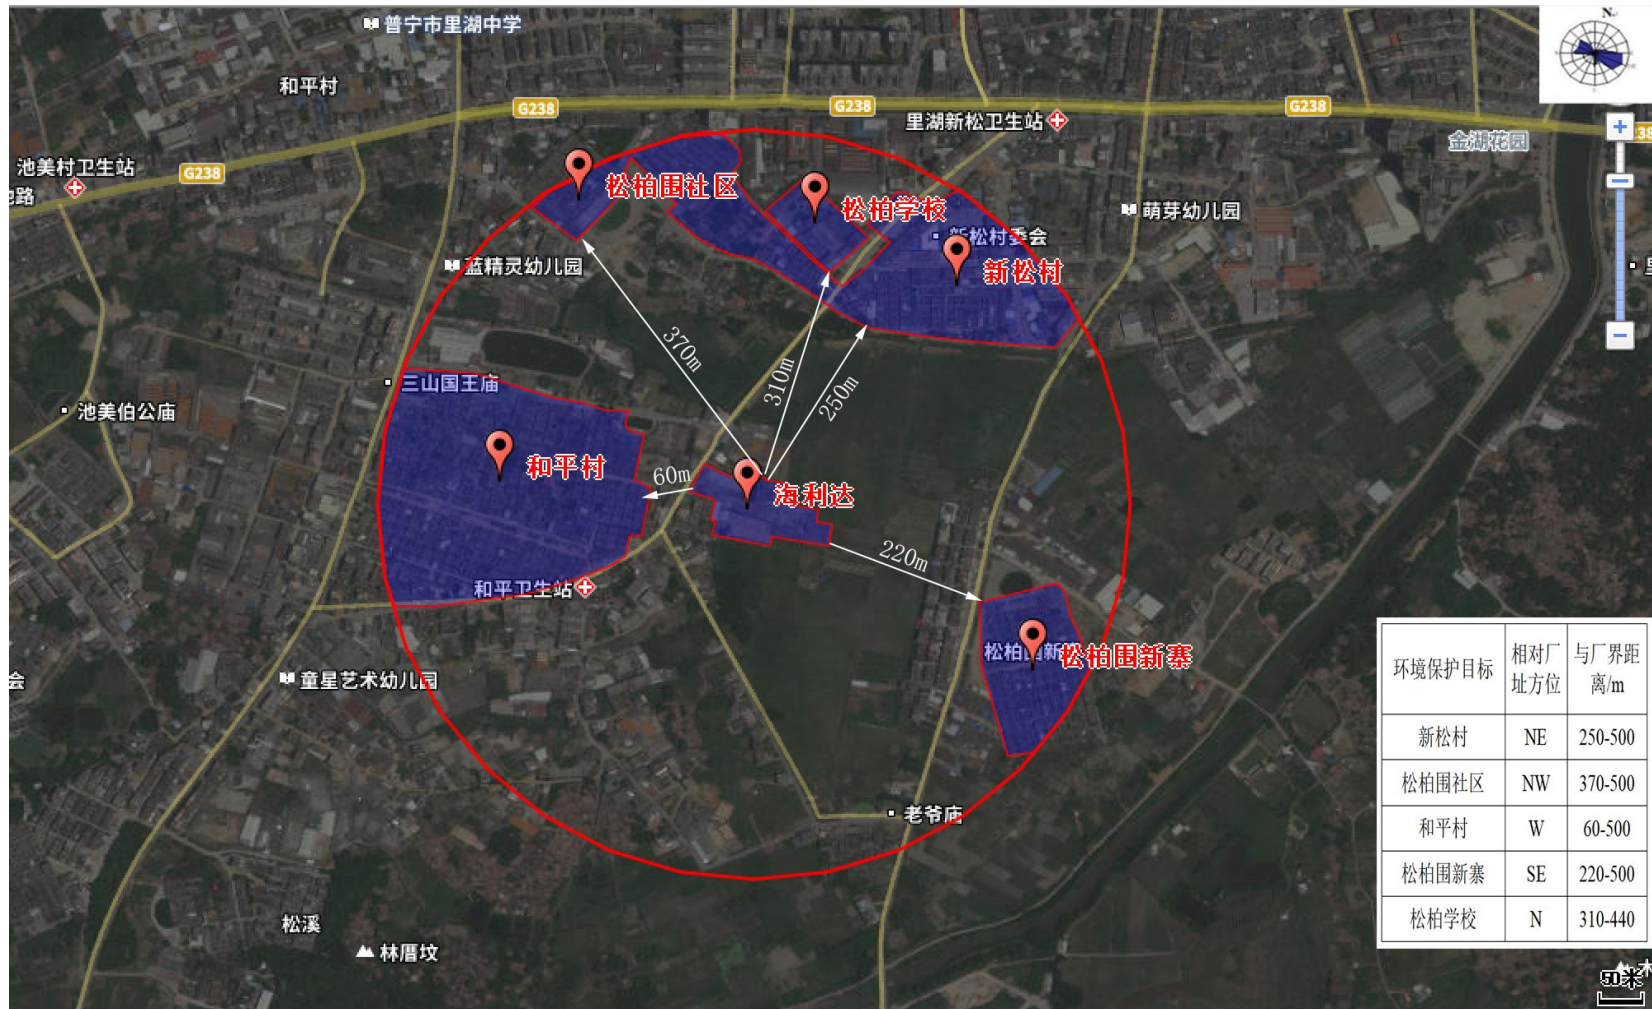 普宁市里湖中学
N
和平村
G238
G238
G238
里湖新松卫生站
金湖花园
池美村卫生站
G238
松柏围社区
松柏学校
萌芽幼儿园
新松村委会
新松村
蓝精灵幼儿园
370m
310m
250m
三山国王庙
池美伯公庙
和平村
60m
海利达
220m
和平卫生站
松柏围新
松柏围新寨
童星艺术幼儿园
老爷庙
松溪
林厝坟
环境保护目标 相对厂址方位 与厂界距离/m
新松村 NE 250-500
松柏围社区 NW 370-500
和平村 W 60-500
松柏围新寨 SE 220-500
松柏学校 N 310-440
50米